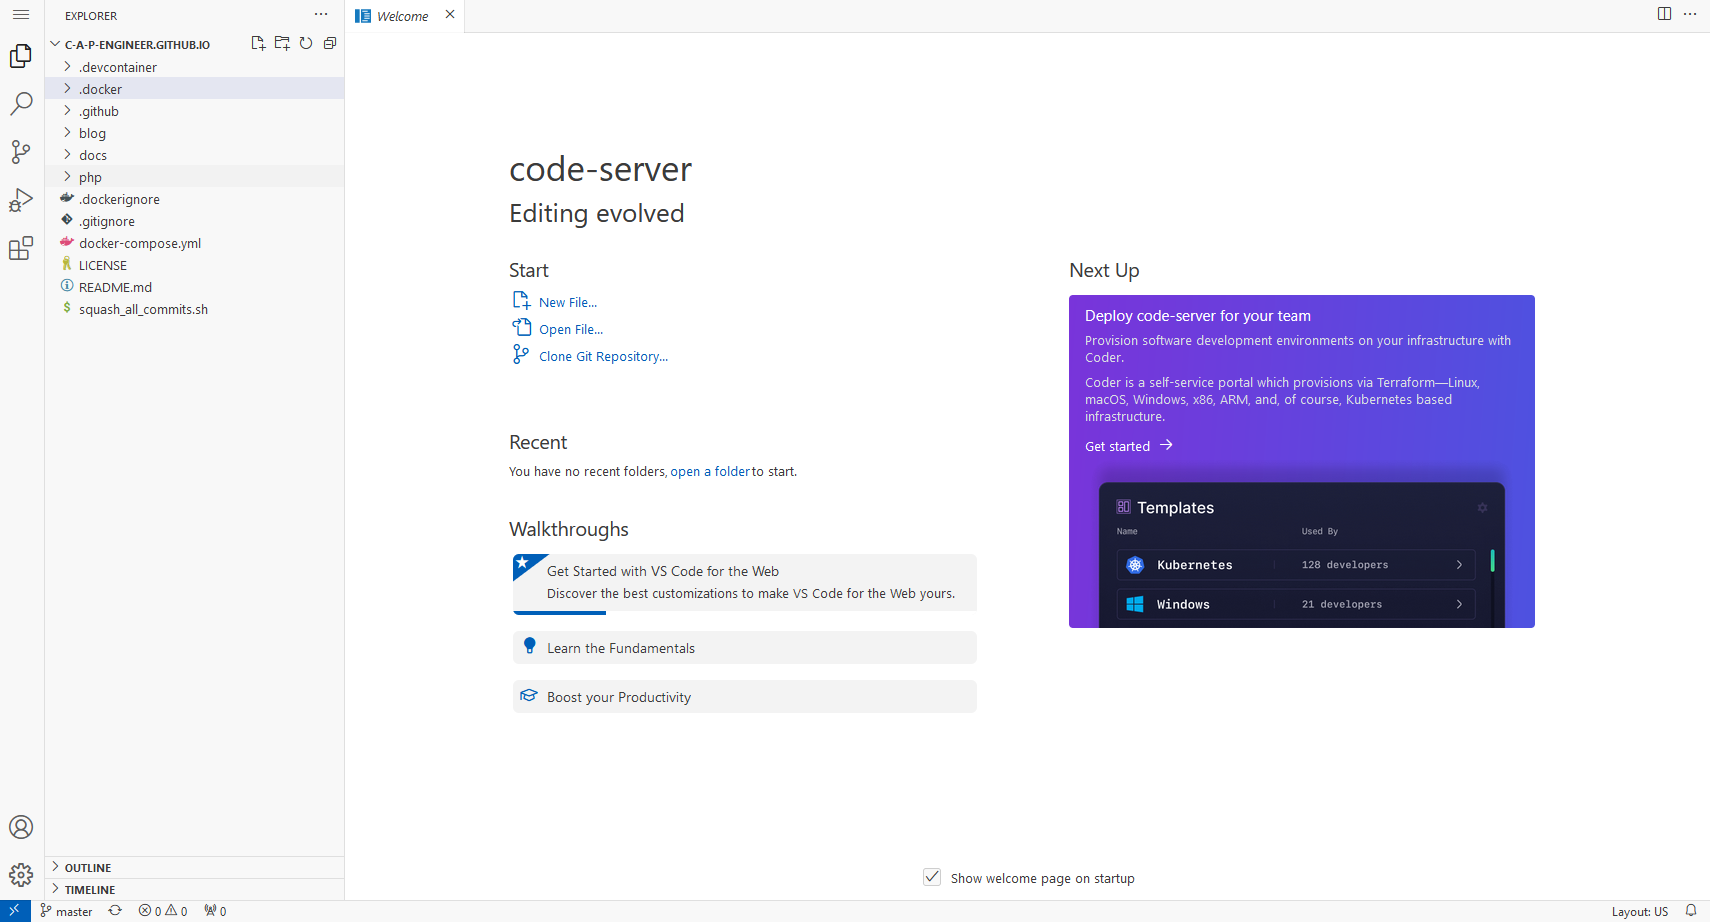 EXPLORER
Welcome
C-A-P-ENGINEER.GITHUB.IO
.devcontainer
.docker
.github
blog
docs
php
.dockerignore
.gitignore
docker-compose.yml
LICENSE
README.md
squash_all_commits.sh
OUTLINE
TIMELINE
code-server
Editing evolved
Start
New File...
Open File...
Clone Git Repository...
Recent
You have no recent folders, open a folder to start.
Walkthroughs
Get Started with VS Code for the Web
Discover the best customizations to make VS Code for the Web yours.
Learn the Fundamentals
Boost your Productivity
Next Up
Deploy code-server for your team
Provision software development environments on your infrastructure with
Coder.
Coder is a self-service portal which provisions via Terraform—Linux,
macOS, Windows, x86, ARM, and, of course, Kubernetes based
infrastructure.
Get started
Templates
Name Used By
Kubernetes 128 developers
Windows 21 developers
Show welcome page on startup
master 0 0 0 Layout: US